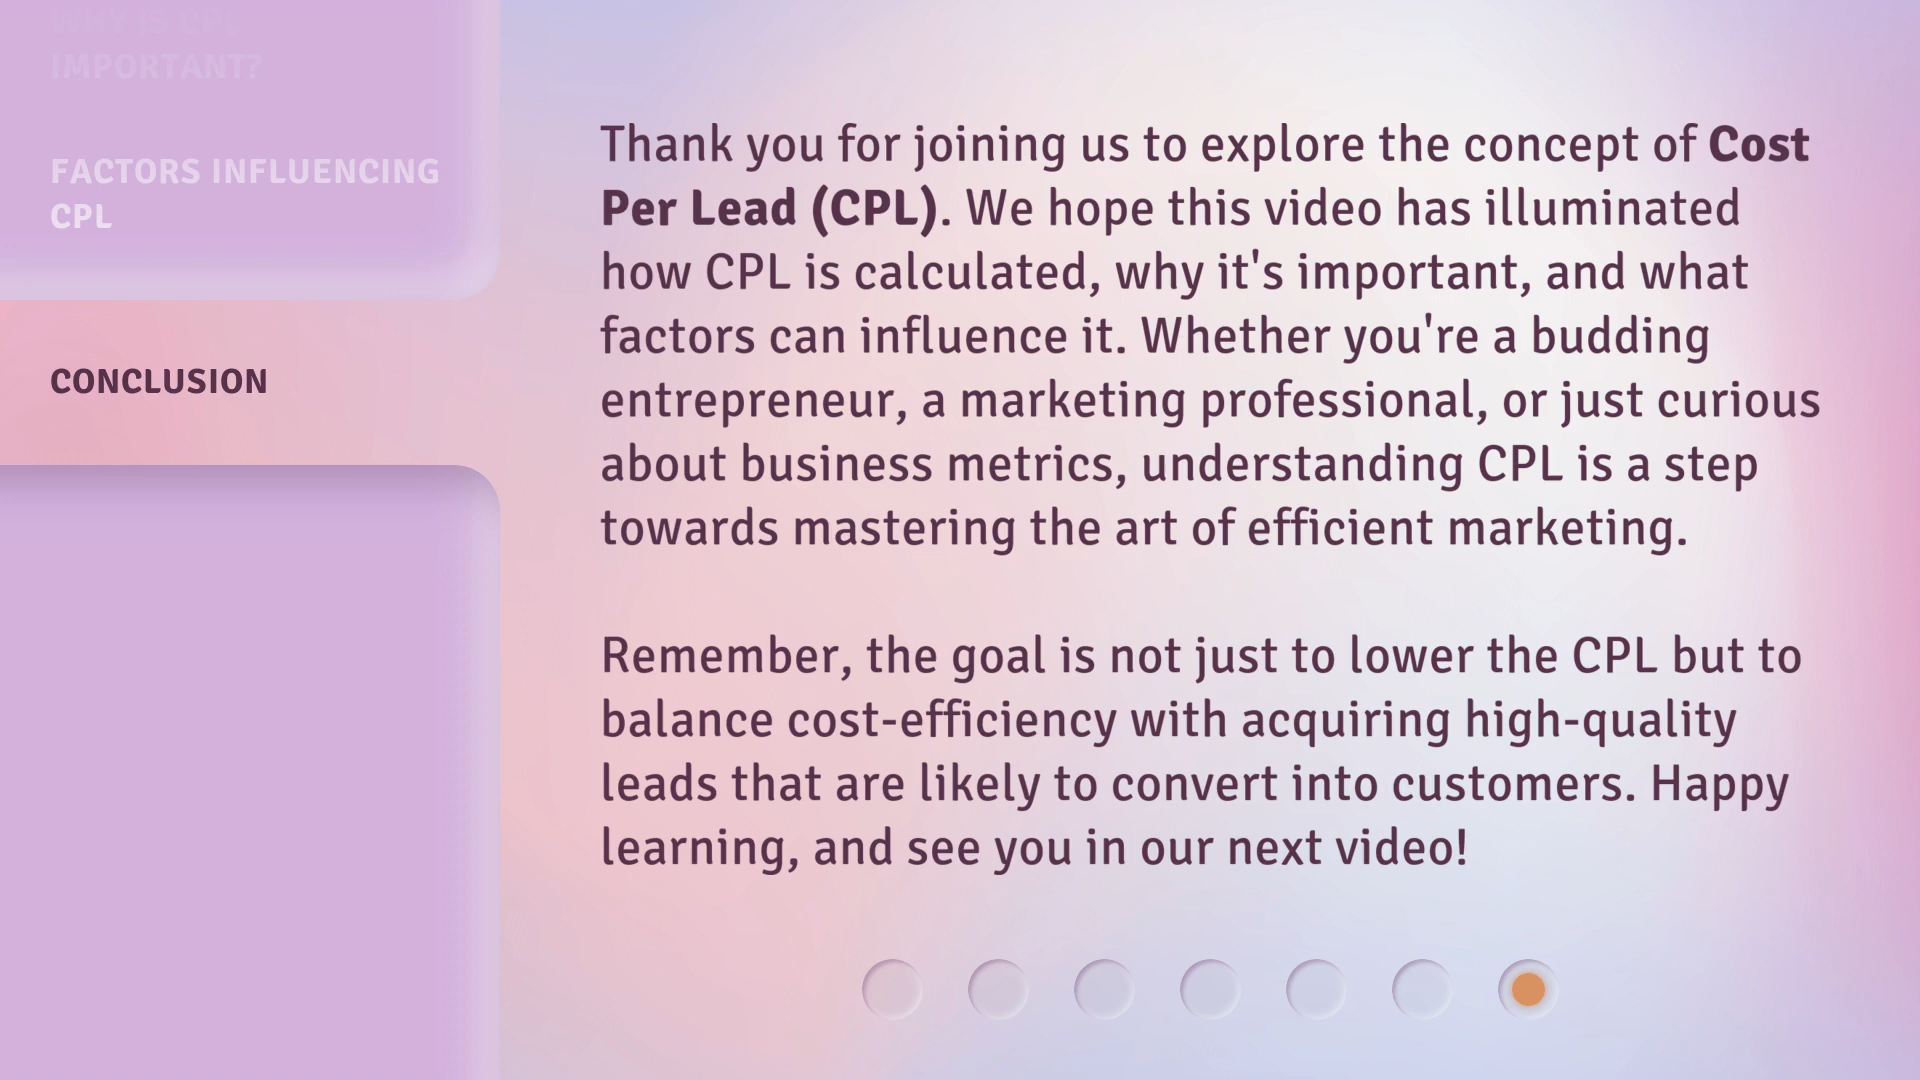 WHY IS CPL
IMPORTANT?
FACTORS INFLUENCING
CPL
CONCLUSION
Thank you for joining us to explore the concept of Cost
Per Lead (CPL). We hope this video has illuminated
how CPL is calculated, why it's important, and what
factors can influence it. Whether you're a budding
entrepreneur, a marketing professional, or just curious
about business metrics, understanding CPL is a step
towards mastering the art of efficient marketing.
Remember, the goal is not just to lower the CPL but to
balance cost-efficiency with acquiring high-quality
leads that are likely to convert into customers. Happy
learning, and see you in our next video!